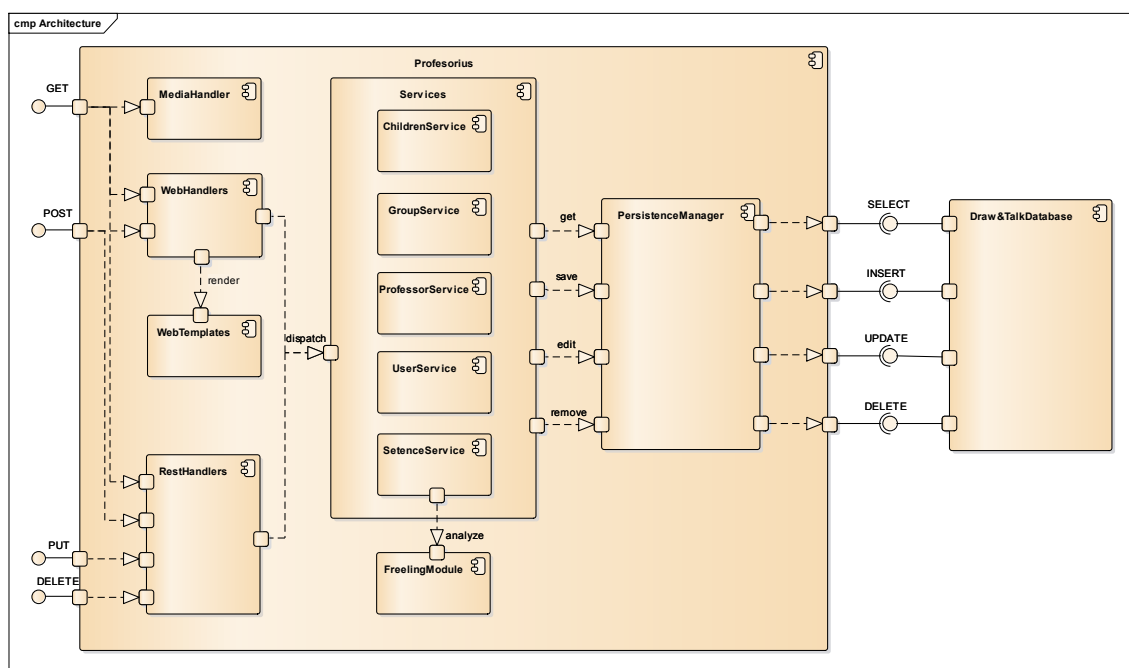 cmp Architecture
Profesorius
GET
MediaHandler
Services
ChildrenService
WebHandlers
POST
GroupService
get
PersistenceManager
SELECT
Draw&TalkDatabase
render
save
INSERT
ProfessorService
WebTemplates
dispatch
edit
UPDATE
UserService
remove
DELETE
SetenceService
RestHandlers
analyze
PUT
FreelingModule
DELETE